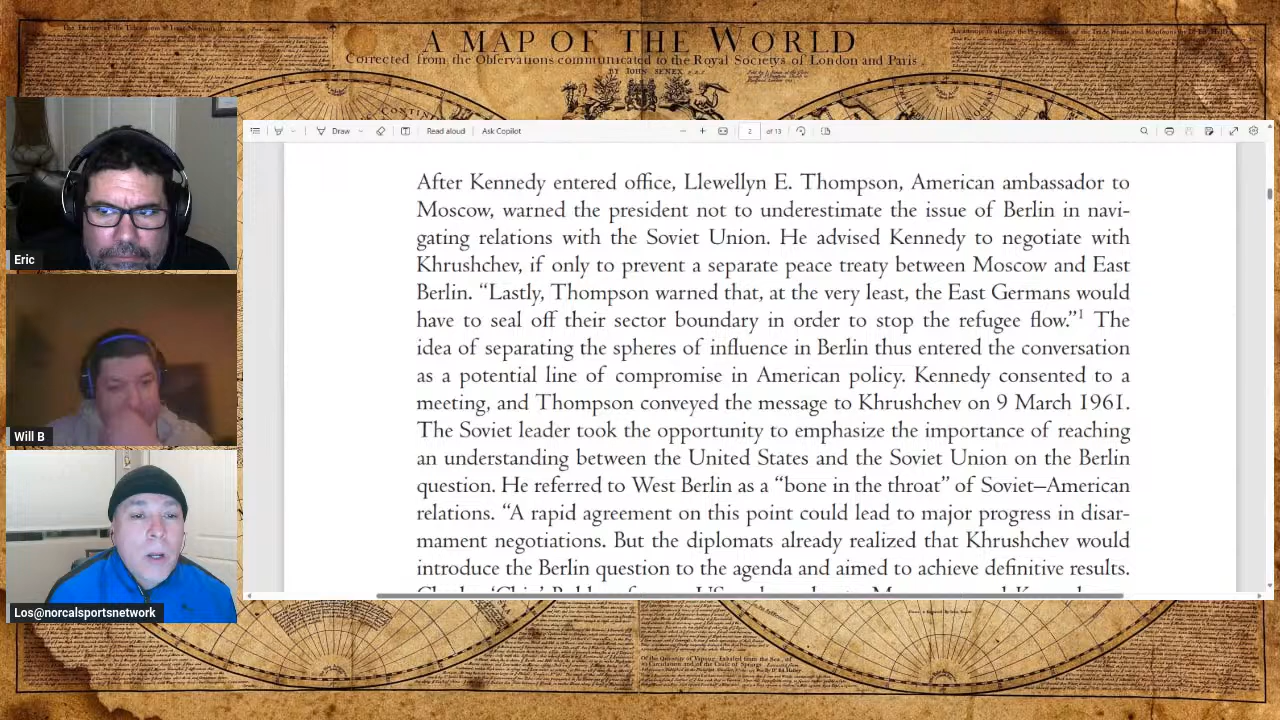 A MAP OF THE WORLD
Corrected from the Observations communicated to the Royal Societys of London and Paris
BY IOHN SENEX
Draw
Read aloud
Ask Copilot
2
of 13
After Kennedy entered office, Llewellyn E. Thompson, American ambassador to
Moscow, warned the president not to underestimate the issue of Berlin in navi-
gating relations with the Soviet Union. He advised Kennedy to negotiate with
Khrushchev, if only to prevent a separate peace treaty between Moscow and East
Berlin. “Lastly, Thompson warned that, at the very least, the East Germans would
have to seal off their sector boundary in order to stop the refugee flow.”1 The
idea of separating the spheres of influence in Berlin thus entered the conversation
as a potential line of compromise in American policy. Kennedy consented to a
meeting, and Thompson conveyed the message to Khrushchev on 9 March 1961.
The Soviet leader took the opportunity to emphasize the importance of reaching
an understanding between the United States and the Soviet Union on the Berlin
question. He referred to West Berlin as a “bone in the throat” of Soviet–American
relations. “A rapid agreement on this point could lead to major progress in disar-
mament negotiations. But the diplomats already realized that Khrushchev would
introduce the Berlin question to the agenda and aimed to achieve definitive results.
Eric
Will B
Los@norcalsportsnetwork